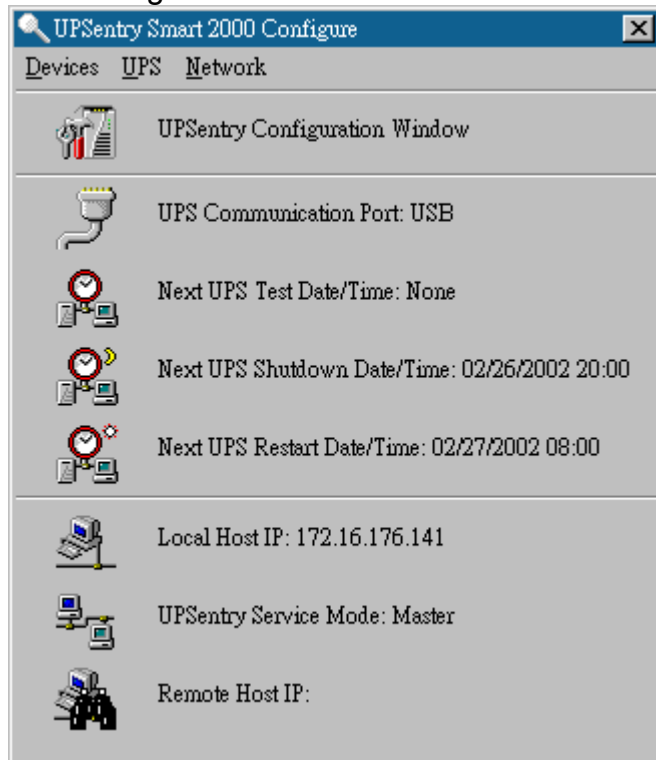 UPSentry Smart 2000 Configure
Devices UPS Network
UPSentry Configuration Window
UPS Communication Port: USB
Next UPS Test Date/Time: None
Next UPS Shutdown Date/Time: 02/26/2002 20:00
Next UPS Restart Date/Time: 02/27/2002 08:00
Local Host IP: 172.16.176.141
UPSentry Service Mode: Master
Remote Host IP: